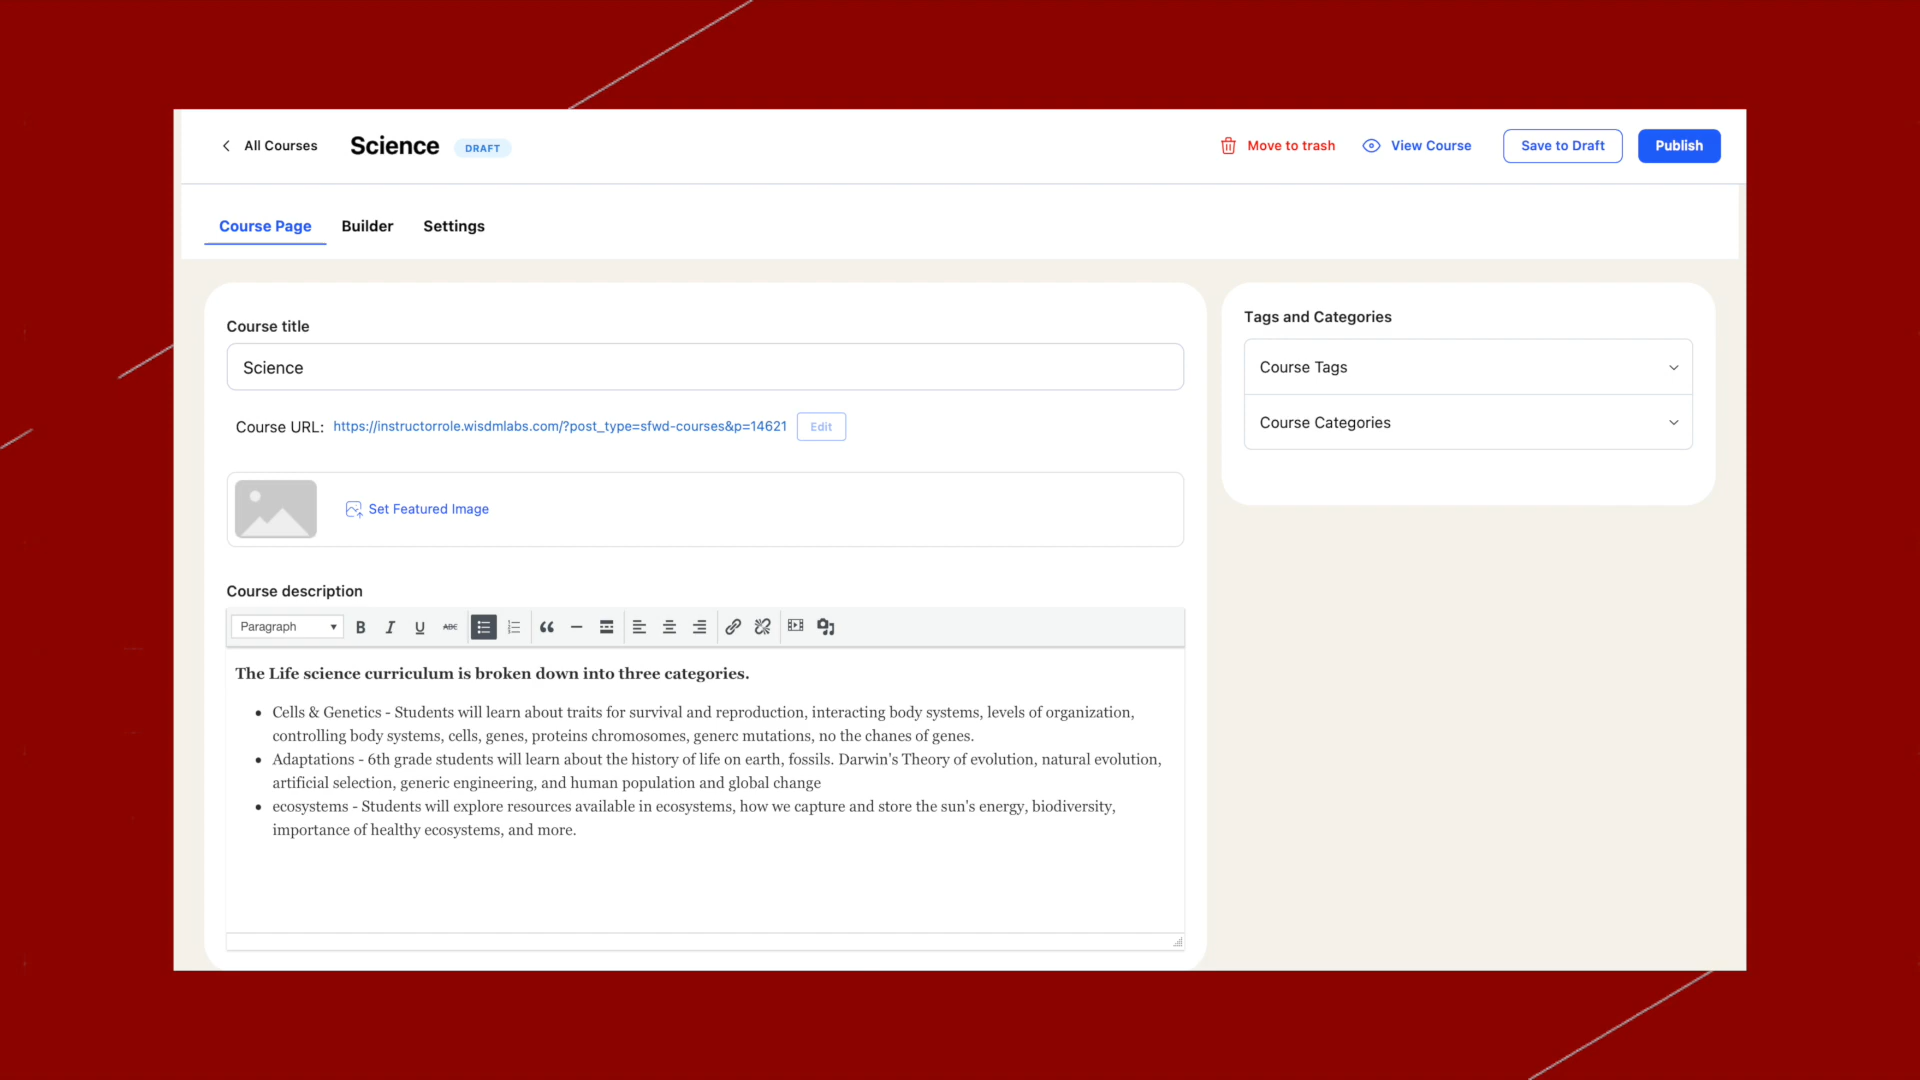 All Courses
Science
DRAFT
Move to trash
View Course
Save to Draft
Publish
Course Page
Builder
Settings
Course title
Science
Course URL: https://instructorrole.wisdmlabs.com/?post_type=sfwd-courses&p=14621
Edit
Set Featured Image
Course description
Paragraph
B I U ABC
The Life science curriculum is broken down into three categories.
Cells & Genetics - Students will learn about traits for survival and reproduction, interacting body systems, levels of organization,
controlling body systems, cells, genes, proteins chromosomes, generc mutations, no the chanes of genes.
Adaptations - 6th grade students will learn about the history of life on earth, fossils. Darwin's Theory of evolution, natural evolution,
artificial selection, generic engineering, and human population and global change
ecosystems - Students will explore resources available in ecosystems, how we capture and store the sun's energy, biodiversity,
importance of healthy ecosystems, and more.
Tags and Categories
Course Tags
Course Categories